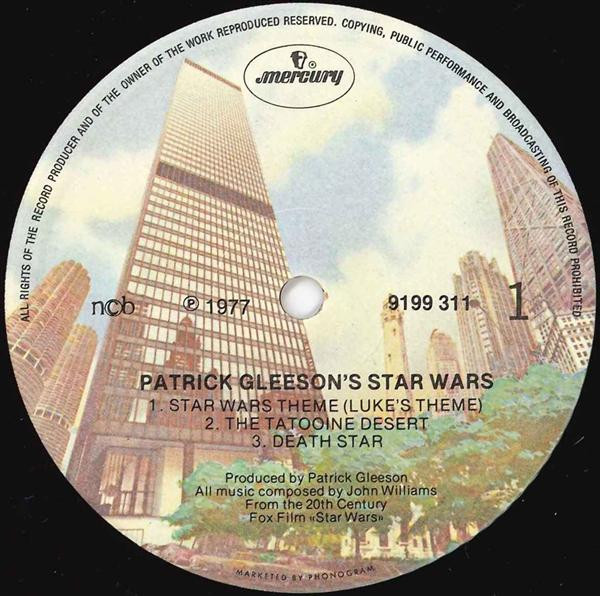 ALL RIGHTS OF THE RECORD PRODUCER AND OF THE OWNER OF THE WORK REPRODUCED RESERVED. COPYING, PUBLIC PERFORMANCE AND BROADCASTING OF THIS RECORD PROHIBITED
mercury ®
ncb
℗ 1977
9199 311
1
PATRICK GLEESON'S STAR WARS
1. STAR WARS THEME (LUKE'S THEME)
2. THE TATOOINE DESERT
3. DEATH STAR
Produced by Patrick Gleeson
All music composed by John Williams
From the 20th Century
Fox Film «Star Wars»
MARKETED BY PHONOGRAM